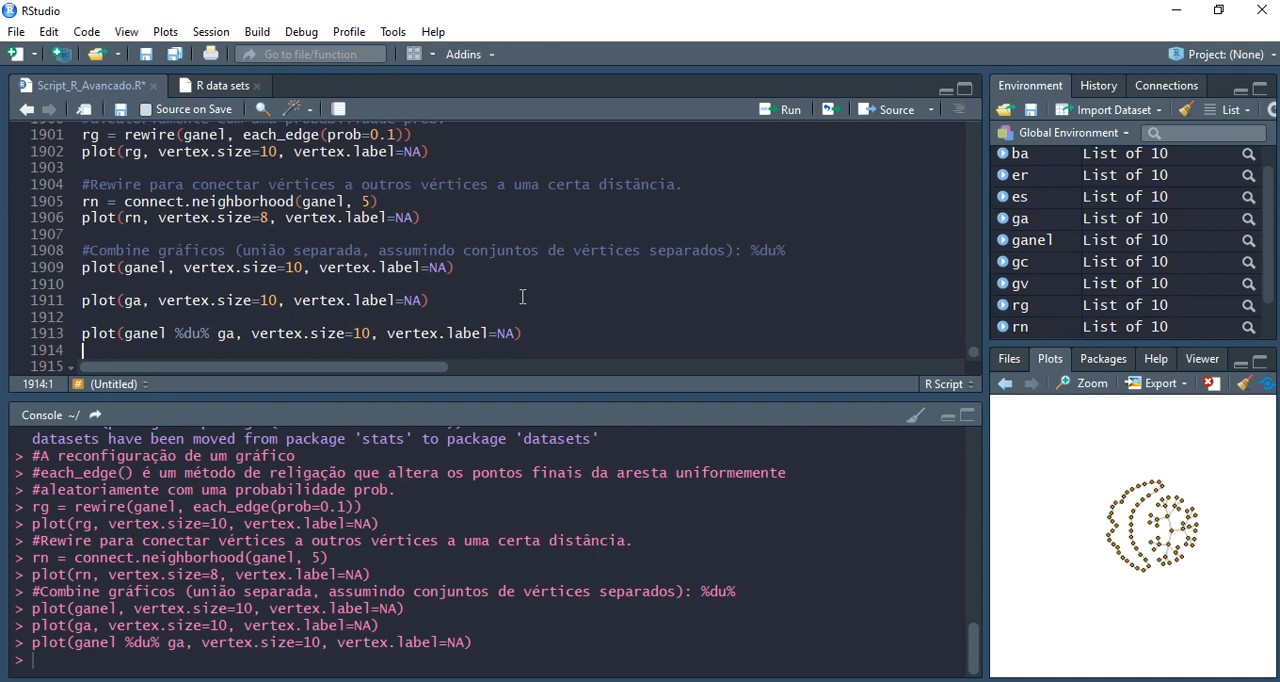 RStudio
File Edit Code View Plots Session Build Debug Profile Tools Help
Go to file/function Addins Project: (None)
Script_R_Avancado.R* R data sets
Source on Save Run Source
1901 rg = rewire(ganel, each_edge(prob=0.1))
1902 plot(rg, vertex.size=10, vertex.label=NA)
1903
1904 #Rewire para conectar vértices a outros vértices a uma certa distância.
1905 rn = connect.neighborhood(ganel, 5)
1906 plot(rn, vertex.size=8, vertex.label=NA)
1907
1908 #Combine gráficos (união separada, assumindo conjuntos de vértices separados): %du%
1909 plot(ganel, vertex.size=10, vertex.label=NA)
1910
1911 plot(ga, vertex.size=10, vertex.label=NA)
1912
1913 plot(ganel %du% ga, vertex.size=10, vertex.label=NA)
1914
1915
1914:1 # (Untitled) R Script
Console ~/
datasets have been moved from package 'stats' to package 'datasets'
> #A reconfiguração de um gráfico
> #each_edge() é um método de religação que altera os pontos finais da aresta uniformemente
> #aleatoriamente com uma probabilidade prob.
> rg = rewire(ganel, each_edge(prob=0.1))
> plot(rg, vertex.size=10, vertex.label=NA)
> #Rewire para conectar vértices a outros vértices a uma certa distância.
> rn = connect.neighborhood(ganel, 5)
> plot(rn, vertex.size=8, vertex.label=NA)
> #Combine gráficos (união separada, assumindo conjuntos de vértices separados): %du%
> plot(ganel, vertex.size=10, vertex.label=NA)
> plot(ga, vertex.size=10, vertex.label=NA)
> plot(ganel %du% ga, vertex.size=10, vertex.label=NA)
>
Environment History Connections
Import Dataset List
Global Environment
ba List of 10
er List of 10
es List of 10
ga List of 10
ganel List of 10
gc List of 10
gv List of 10
rg List of 10
rn List of 10
Files Plots Packages Help Viewer
Zoom Export